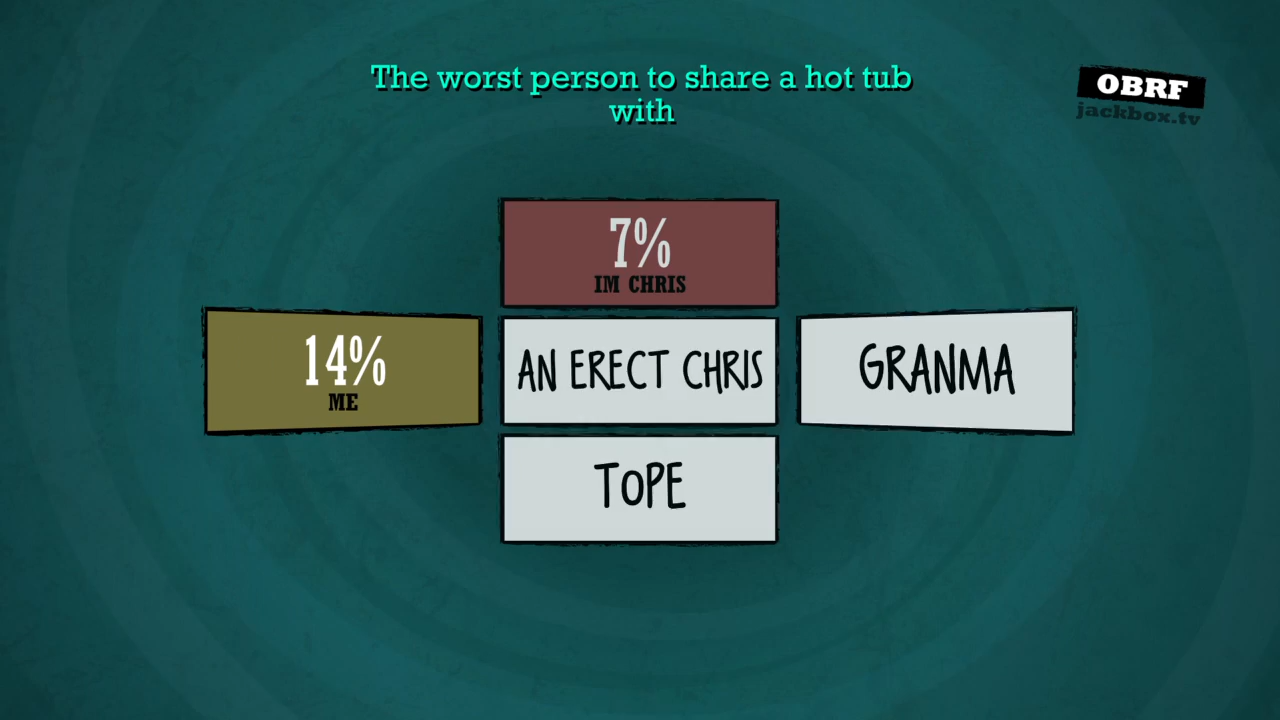 The worst person to share a hot tub
with
OBRF
jackbox.tv
7%
IM CHRIS
14%
ME
AN ERECT CHRIS
GRANMA
TOPE